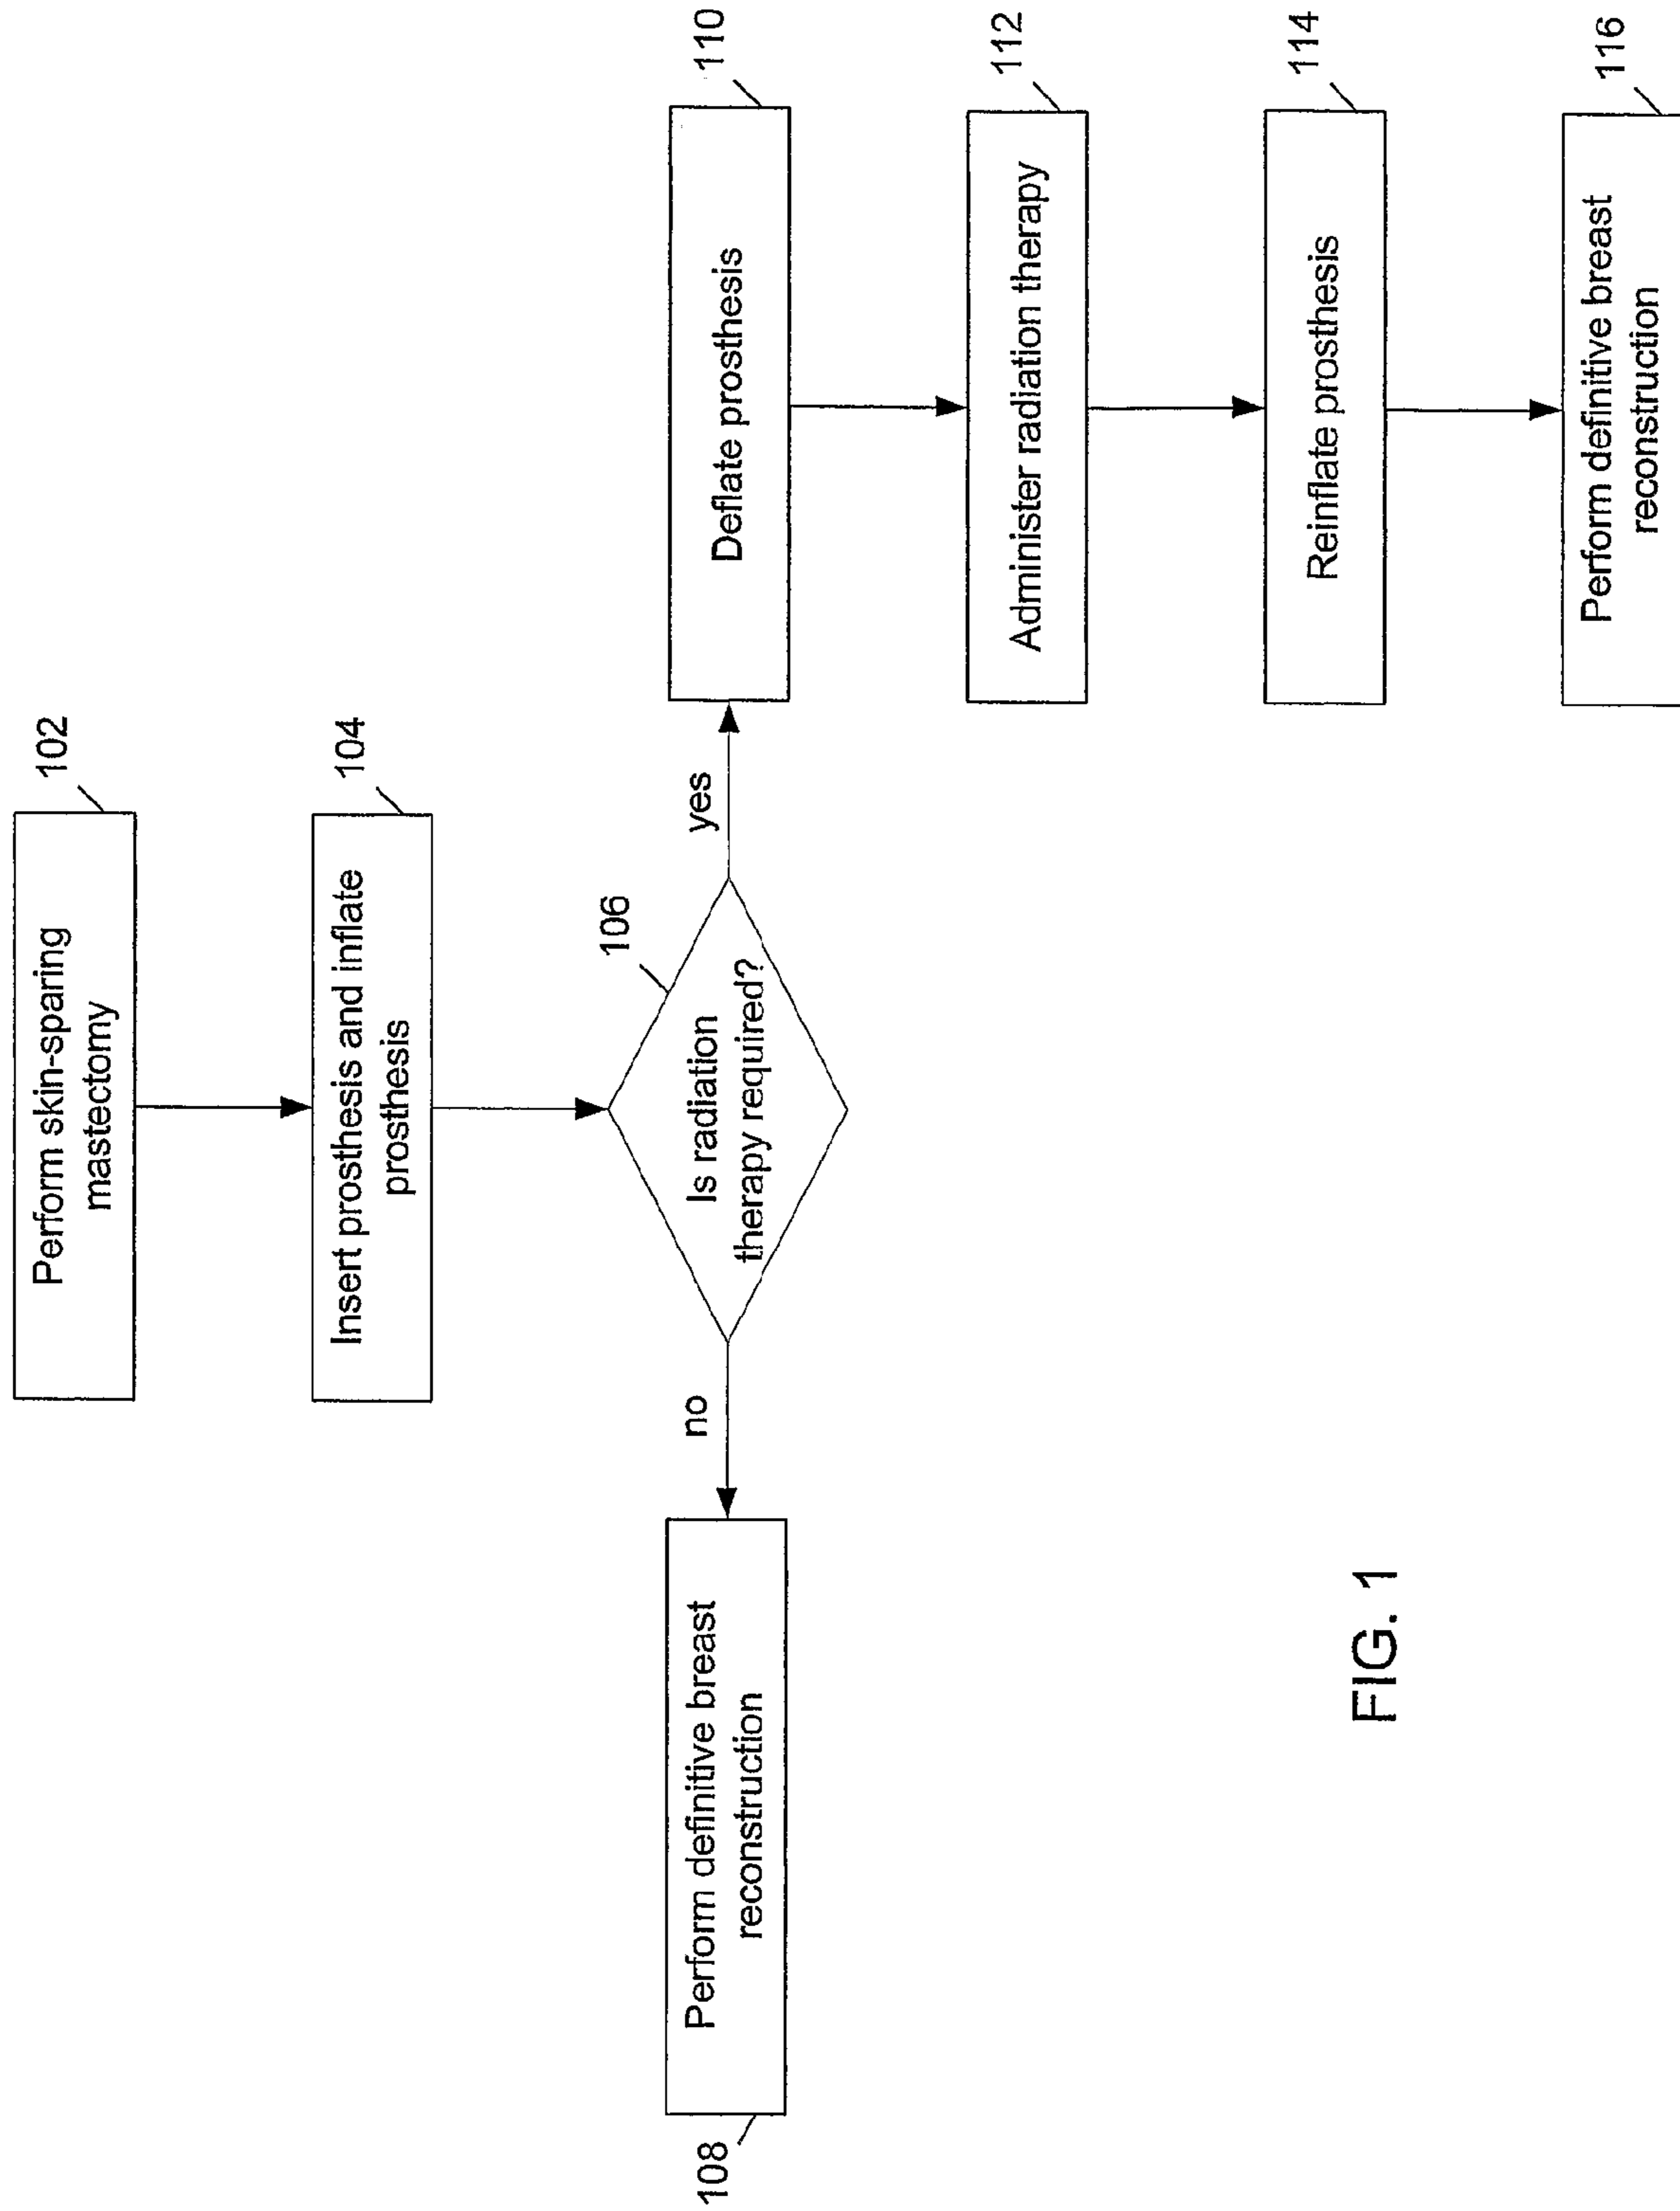 102
Perform skin-sparing
mastectomy
104
Insert prosthesis and inflate
prosthesis
106
Is radiation
therapy required?
no
yes
108
Perform definitive breast
reconstruction
110
Deflate prosthesis
112
Administer radiation therapy
114
Reinflate prosthesis
116
Perform definitive breast
reconstruction
FIG. 1